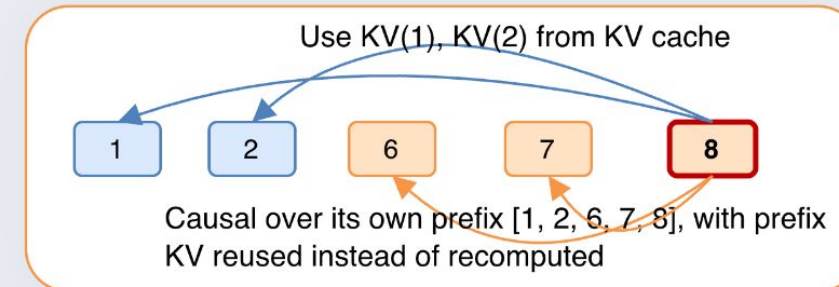 Use KV(1), KV(2) from KV cache
1 2 6 7 8
Causal over its own prefix [1, 2, 6, 7, 8], with prefix
KV reused instead of recomputed